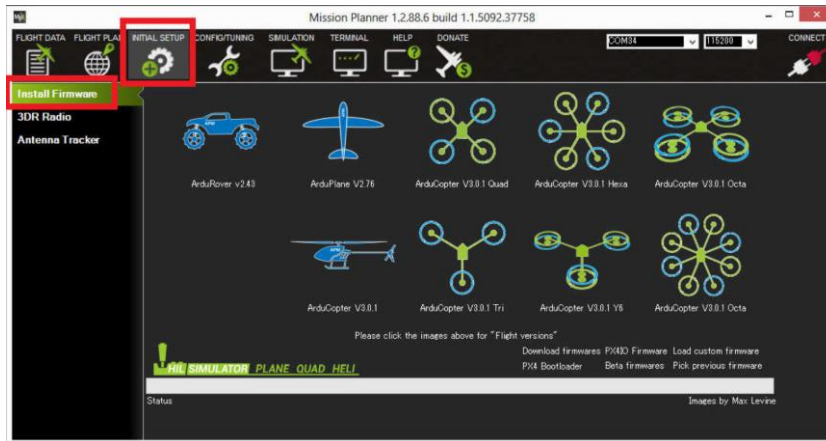 Mission Planner 1.2.88.6 build 1.1.5092.37758
FLIGHT DATA FLIGHT PLAN INITIAL SETUP CONFIG/TUNING SIMULATION TERMINAL HELP DONATE COM34 115200 CONNECT
Install Firmware
3DR Radio
Antenna Tracker
ArduRover v2.43 ArduPlane V2.76 ArduCopter V3.0.1 Quad ArduCopter V3.0.1 Hexa ArduCopter V3.0.1 Octa
ArduCopter V3.0.1 ArduCopter V3.0.1 Tri ArduCopter V3.0.1 Y6 ArduCopter V3.0.1 Octa
Please click the images above for "Flight versions"
Download firmwares PX4IO Firmware Load custom firmware
HIL SIMULATOR PLANE QUAD HELI PX4 Bootloader Beta firmwares Pick previous firmware
Status Images by Max Levine